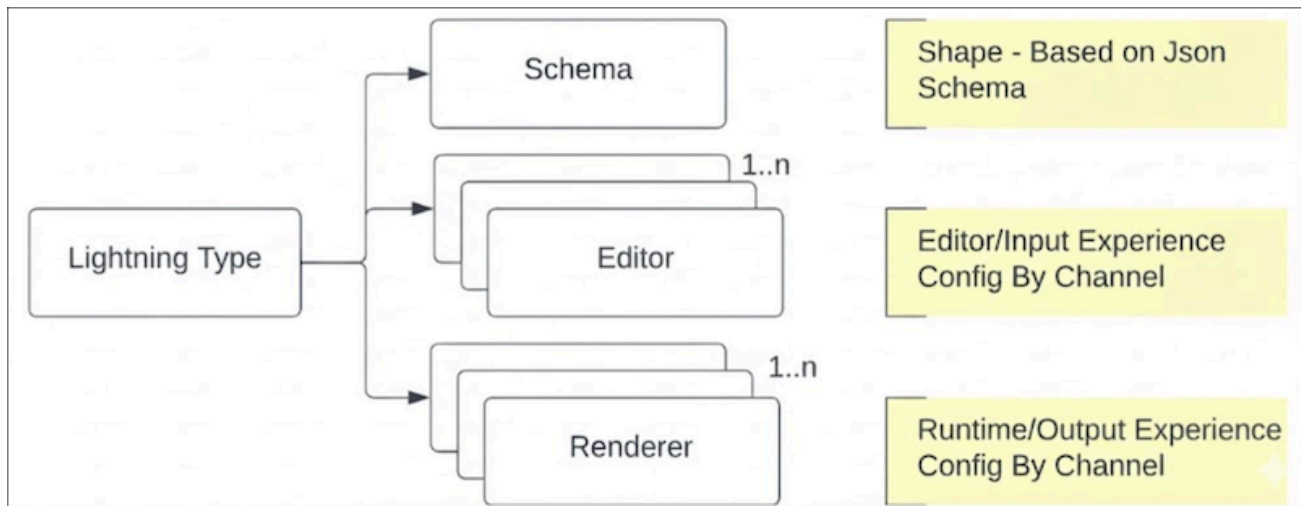 Schema
Shape - Based on Json
Schema
1..n
Lightning Type
Editor
Editor/Input Experience
Config By Channel
1..n
Renderer
Runtime/Output Experience
Config By Channel